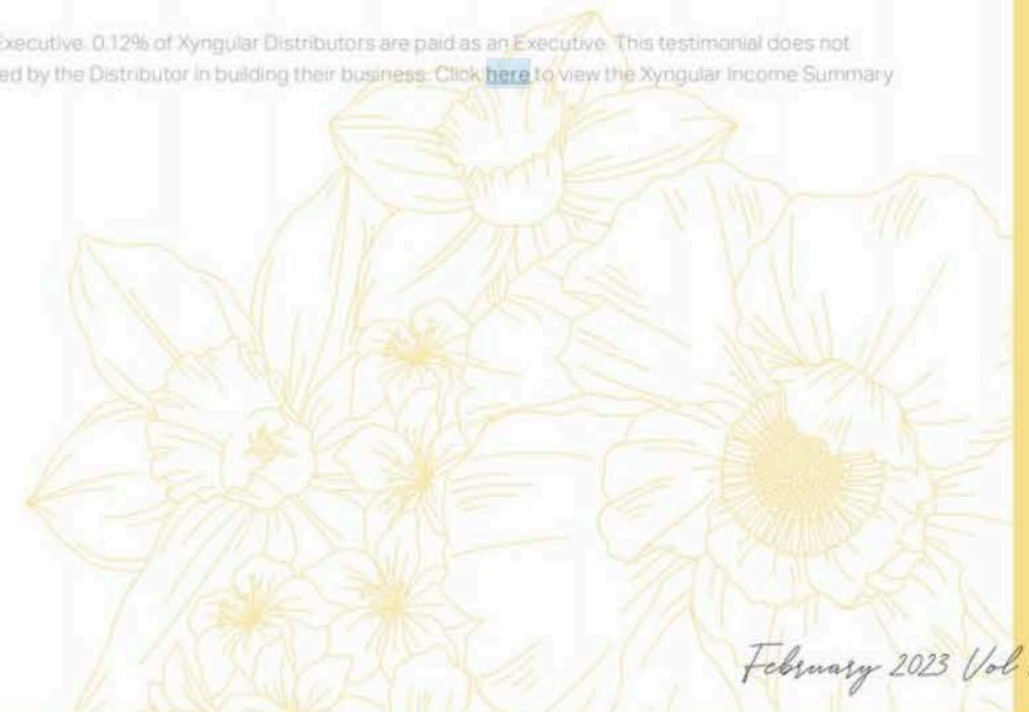 Executive. 0.12% of Xyngular Distributors are paid as an Executive. This testimonial does not
ed by the Distributor in building their business. Click here to view the Xyngular Income Summary
February 2023 Vol